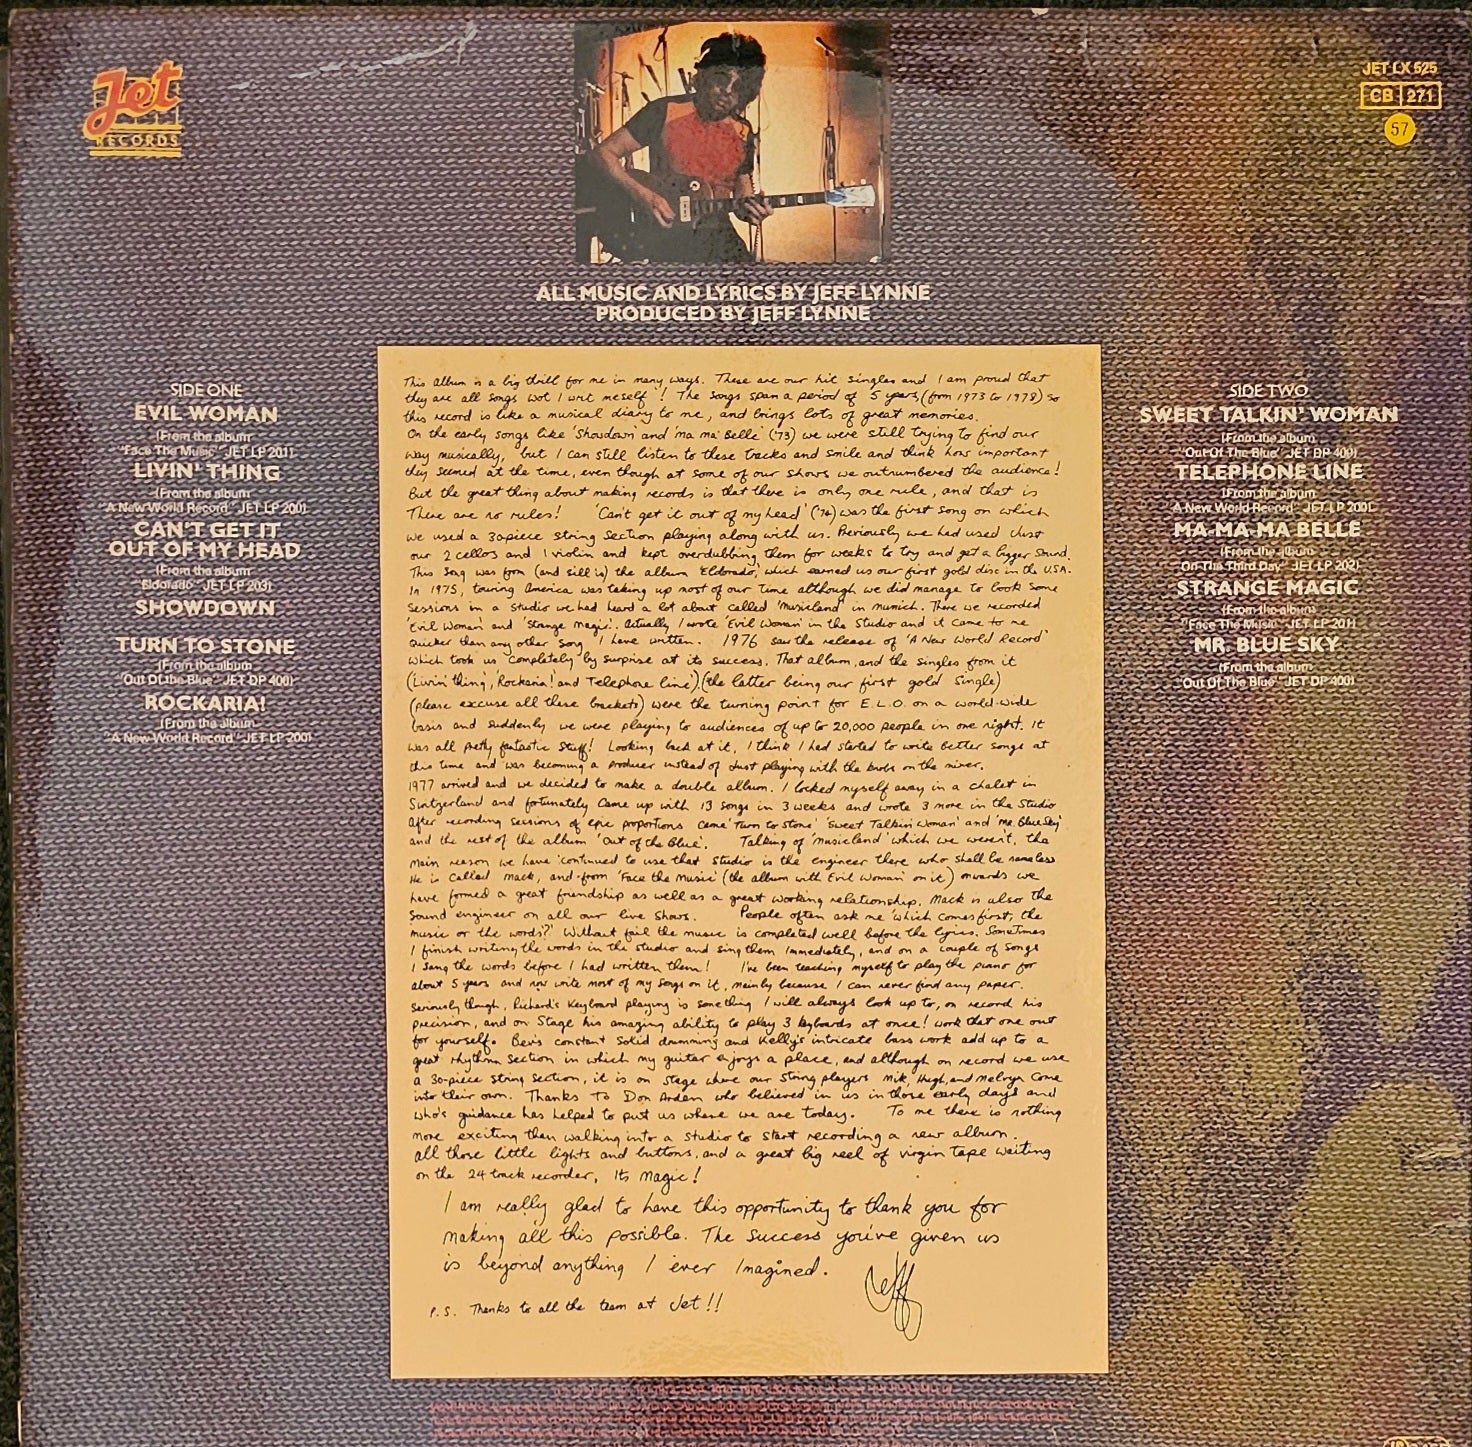 Jet
RECORDS
JET LX 525
CB 271
57
ALL MUSIC AND LYRICS BY JEFF LYNNE
PRODUCED BY JEFF LYNNE
SIDE ONE
EVIL WOMAN
(From the album
"Face The Music" JET LP 201)
LIVIN' THING
(From the album
"A New World Record" JET LP 200)
CAN'T GET IT
OUT OF MY HEAD
(From the album
"Eldorado" JET LP 203)
SHOWDOWN
TURN TO STONE
(From the album
"Out Of the Blue" JET DP 400)
ROCKARIA!
(From the album
"A New World Record" JET LP 200)
This album is a big thrill for me in many ways. These are our hit singles and I am proud that
they are all songs wot I writ meself! The songs span a period of 5 years (from 1973 to 1978) so
this record is like a musical diary to me, and brings lots of great memories.
On the early songs like 'Showdown' and 'Ma ma Belle' ('73) we were still trying to find our
way musically, but I can still listen to these tracks and smile and think how important
they seemed at the time, even though at some of our shows we outnumbered the audience!
But the great thing about making records is that there is only one rule, and that is
There are no rules! 'Can't get it out of my head' ('74) was the first song on which
we used a 30 piece string section playing along with us. Previously we had used Just
our 2 cellos and 1 violin and kept overdubbing them for weeks to try and get a bigger sound.
This song was from (and sill is) the album 'Eldorado', which earned us our first gold disc in the U.S.A.
In 1975, touring America was taking up most of our time although we did manage to book some
Sessions in a studio we had heard a lot about called 'Musicland' in munich. There we recorded
'Evil Woman' and 'Strange Magic'. Actually I wrote 'Evil Woman' in the studio and it came to me
quicker than any other song I have written. 1976 saw the release of 'A New World Record'
which took us completely by surprise at its success. That album, and the singles from it
('Livin' thing', Rockaria! and Telephone line') (the latter being our first gold single)
(please excuse all these brackets) were the turning point for E.L.O. on a world-wide
basis and suddenly we were playing to audiences of up to 20,000 people in one night. It
was all pretty fantastic stuff! Looking back at it, I think I had started to write better songs at
this time and was becoming a producer instead of Just playing with the knobs on the mixer.
1977 arrived and we decided to make a double album. I locked myself away in a chalet in
Switzerland and fortunately came up with 13 songs in 3 weeks and wrote 3 more in the studio
After recording sessions of epic proportions came 'Turn to Stone' 'Sweet Talkin Woman' and 'Mr. Blue Sky'
and the rest of the album 'Out of the Blue'. Talking of 'Musicland' which we weren't, the
main reason we have continued to use that studio is the engineer there who shall be nameless
He is called Mack, and from 'Face the Music' (the album with Evil Woman on it) onwards we
have formed a great friendship as well as a great working relationship. Mack is also the
Sound engineer on all our live shows. People often ask me 'which comes first, the
music or the words?' Without fail the music is completed well before the lyrics. Sometimes
I finish writing the words in the studio and sing them Immediately, and on a couple of songs
I sang the words before I had written them! I've been teaching myself to play the piano for
about 5 years and now write most of my songs on it, mainly because I can never find any paper.
Seriously though, Richard's Keyboard playing is something I will always look up to, on record his
precision, and on Stage his amazing ability to play 3 keyboards at once! work that one out
for yourself. Bev's constant Solid drumming and Kelly's intricate bass work add up to a
great rhythm section in which my guitar enjoys a place, and although on record we use
a 30-piece string section, it is on stage where our string players Mik, Hugh, and Melvyn come
into their own. Thanks to Don Arden who believed in us in those early days and
who's guidance has helped to put us where we are today. To me there is nothing
more exciting than walking into a studio to start recording a new album.
all those little lights and buttons, and a great big reel of virgin tape waiting
on the 24 track recorder, Its magic!
I am really glad to have this opportunity to thank you for
making all this possible. The success you've given us
is beyond anything I ever Imagined.
Jeff
P.S. Thanks to all the team at Jet!!
SIDE TWO
SWEET TALKIN' WOMAN
(From the album
"Out Of The Blue" JET DP 400)
TELEPHONE LINE
(From the album
A New World Record" JET LP 200)
MA-MA-MA BELLE
(From the album
On The Third Day" JET LP 202)
STRANGE MAGIC
(From the album
"Face The Music" JET LP 201)
MR. BLUE SKY
(From the album
"Out Of The Blue" JET DP 400)